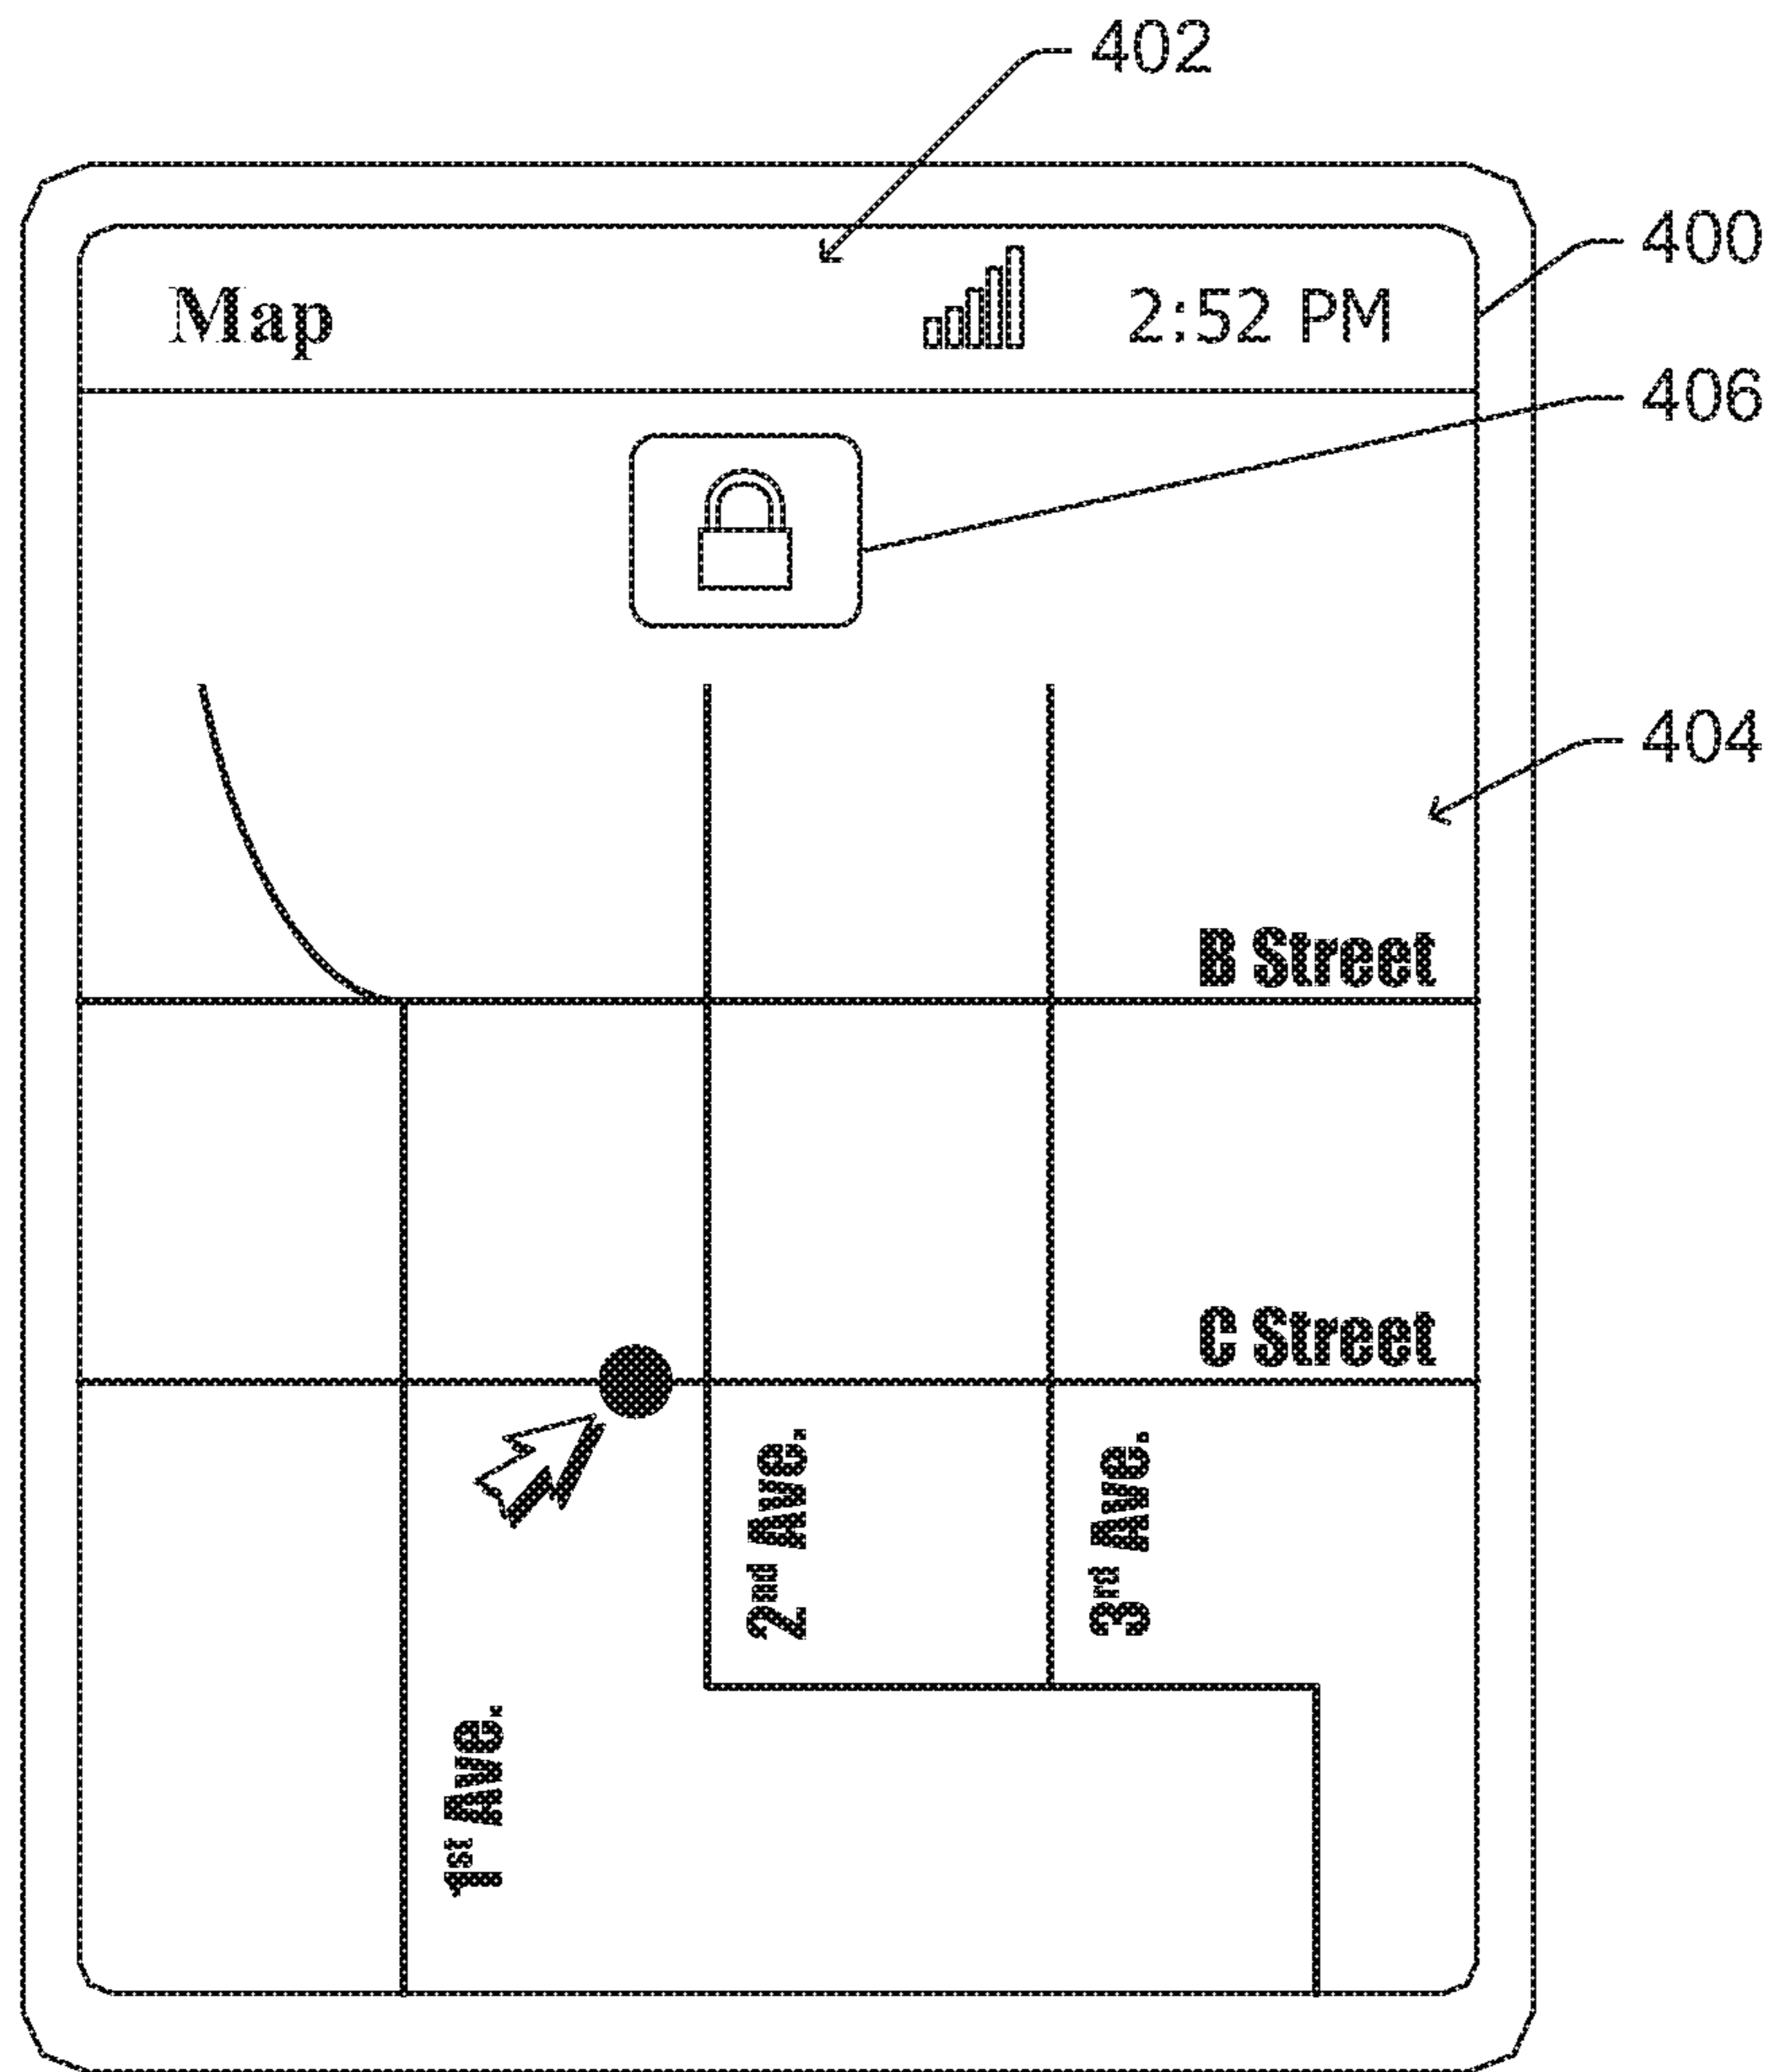 402
400
Map 2:52 PM
406
404
B Street
C Street
2nd Ave.
3rd Ave.
1st Ave.